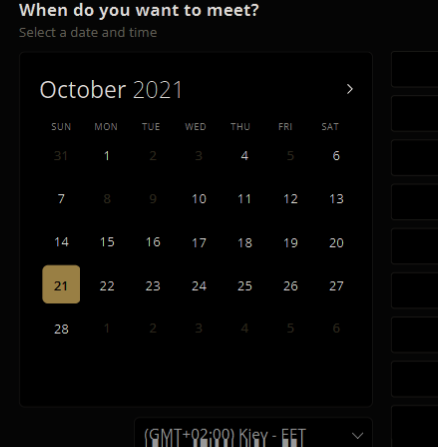 When do you want to meet?
Select a date and time
October 2021
SUN MON TUE WED THU FRI SAT
31 1 2 3 4 5 6
7 8 9 10 11 12 13
14 15 16 17 18 19 20
21 22 23 24 25 26 27
28 1 2 3 4 5 6
(GMT+02:00) Kiev - EET